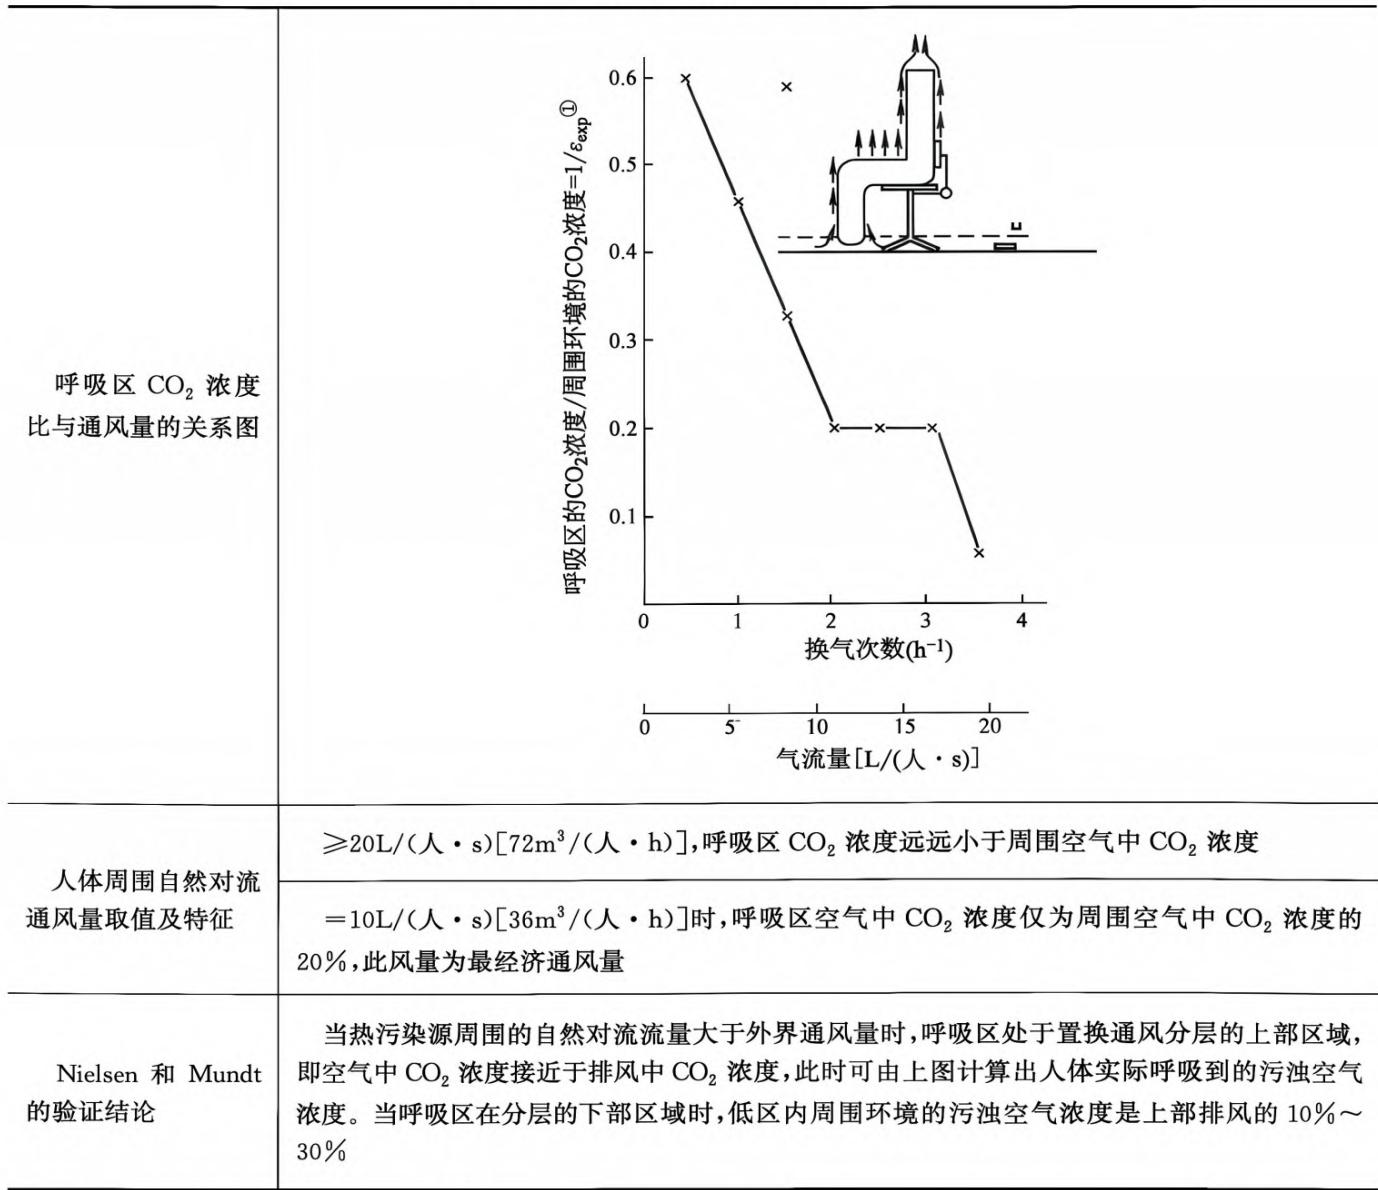 呼吸区 CO₂ 浓度
比与通风量的关系图
呼吸区的CO₂浓度/周围环境的CO₂浓度=1/εexp①
0.6
0.5
0.4
0.3
0.2
0.1
0 1 2 3 4
换气次数(h⁻¹)
0 5 10 15 20
气流量[L/(人·s)]
人体周围自然对流
通风量取值及特征
≥20L/(人·s)[72m³/(人·h)],呼吸区 CO₂ 浓度远远小于周围空气中 CO₂ 浓度
=10L/(人·s)[36m³/(人·h)]时,呼吸区空气中 CO₂ 浓度仅为周围空气中 CO₂ 浓度的
20%,此风量为最经济通风量
Nielsen 和 Mundt
的验证结论
当热污染源周围的自然对流流量大于外界通风量时,呼吸区处于置换通风分层的上部区域,
即空气中 CO₂ 浓度接近于排风中 CO₂ 浓度,此时可由上图计算出人体实际呼吸到的污浊空气
浓度。当呼吸区在分层的下部区域时,低区内周围环境的污浊空气浓度是上部排风的 10%～
30%